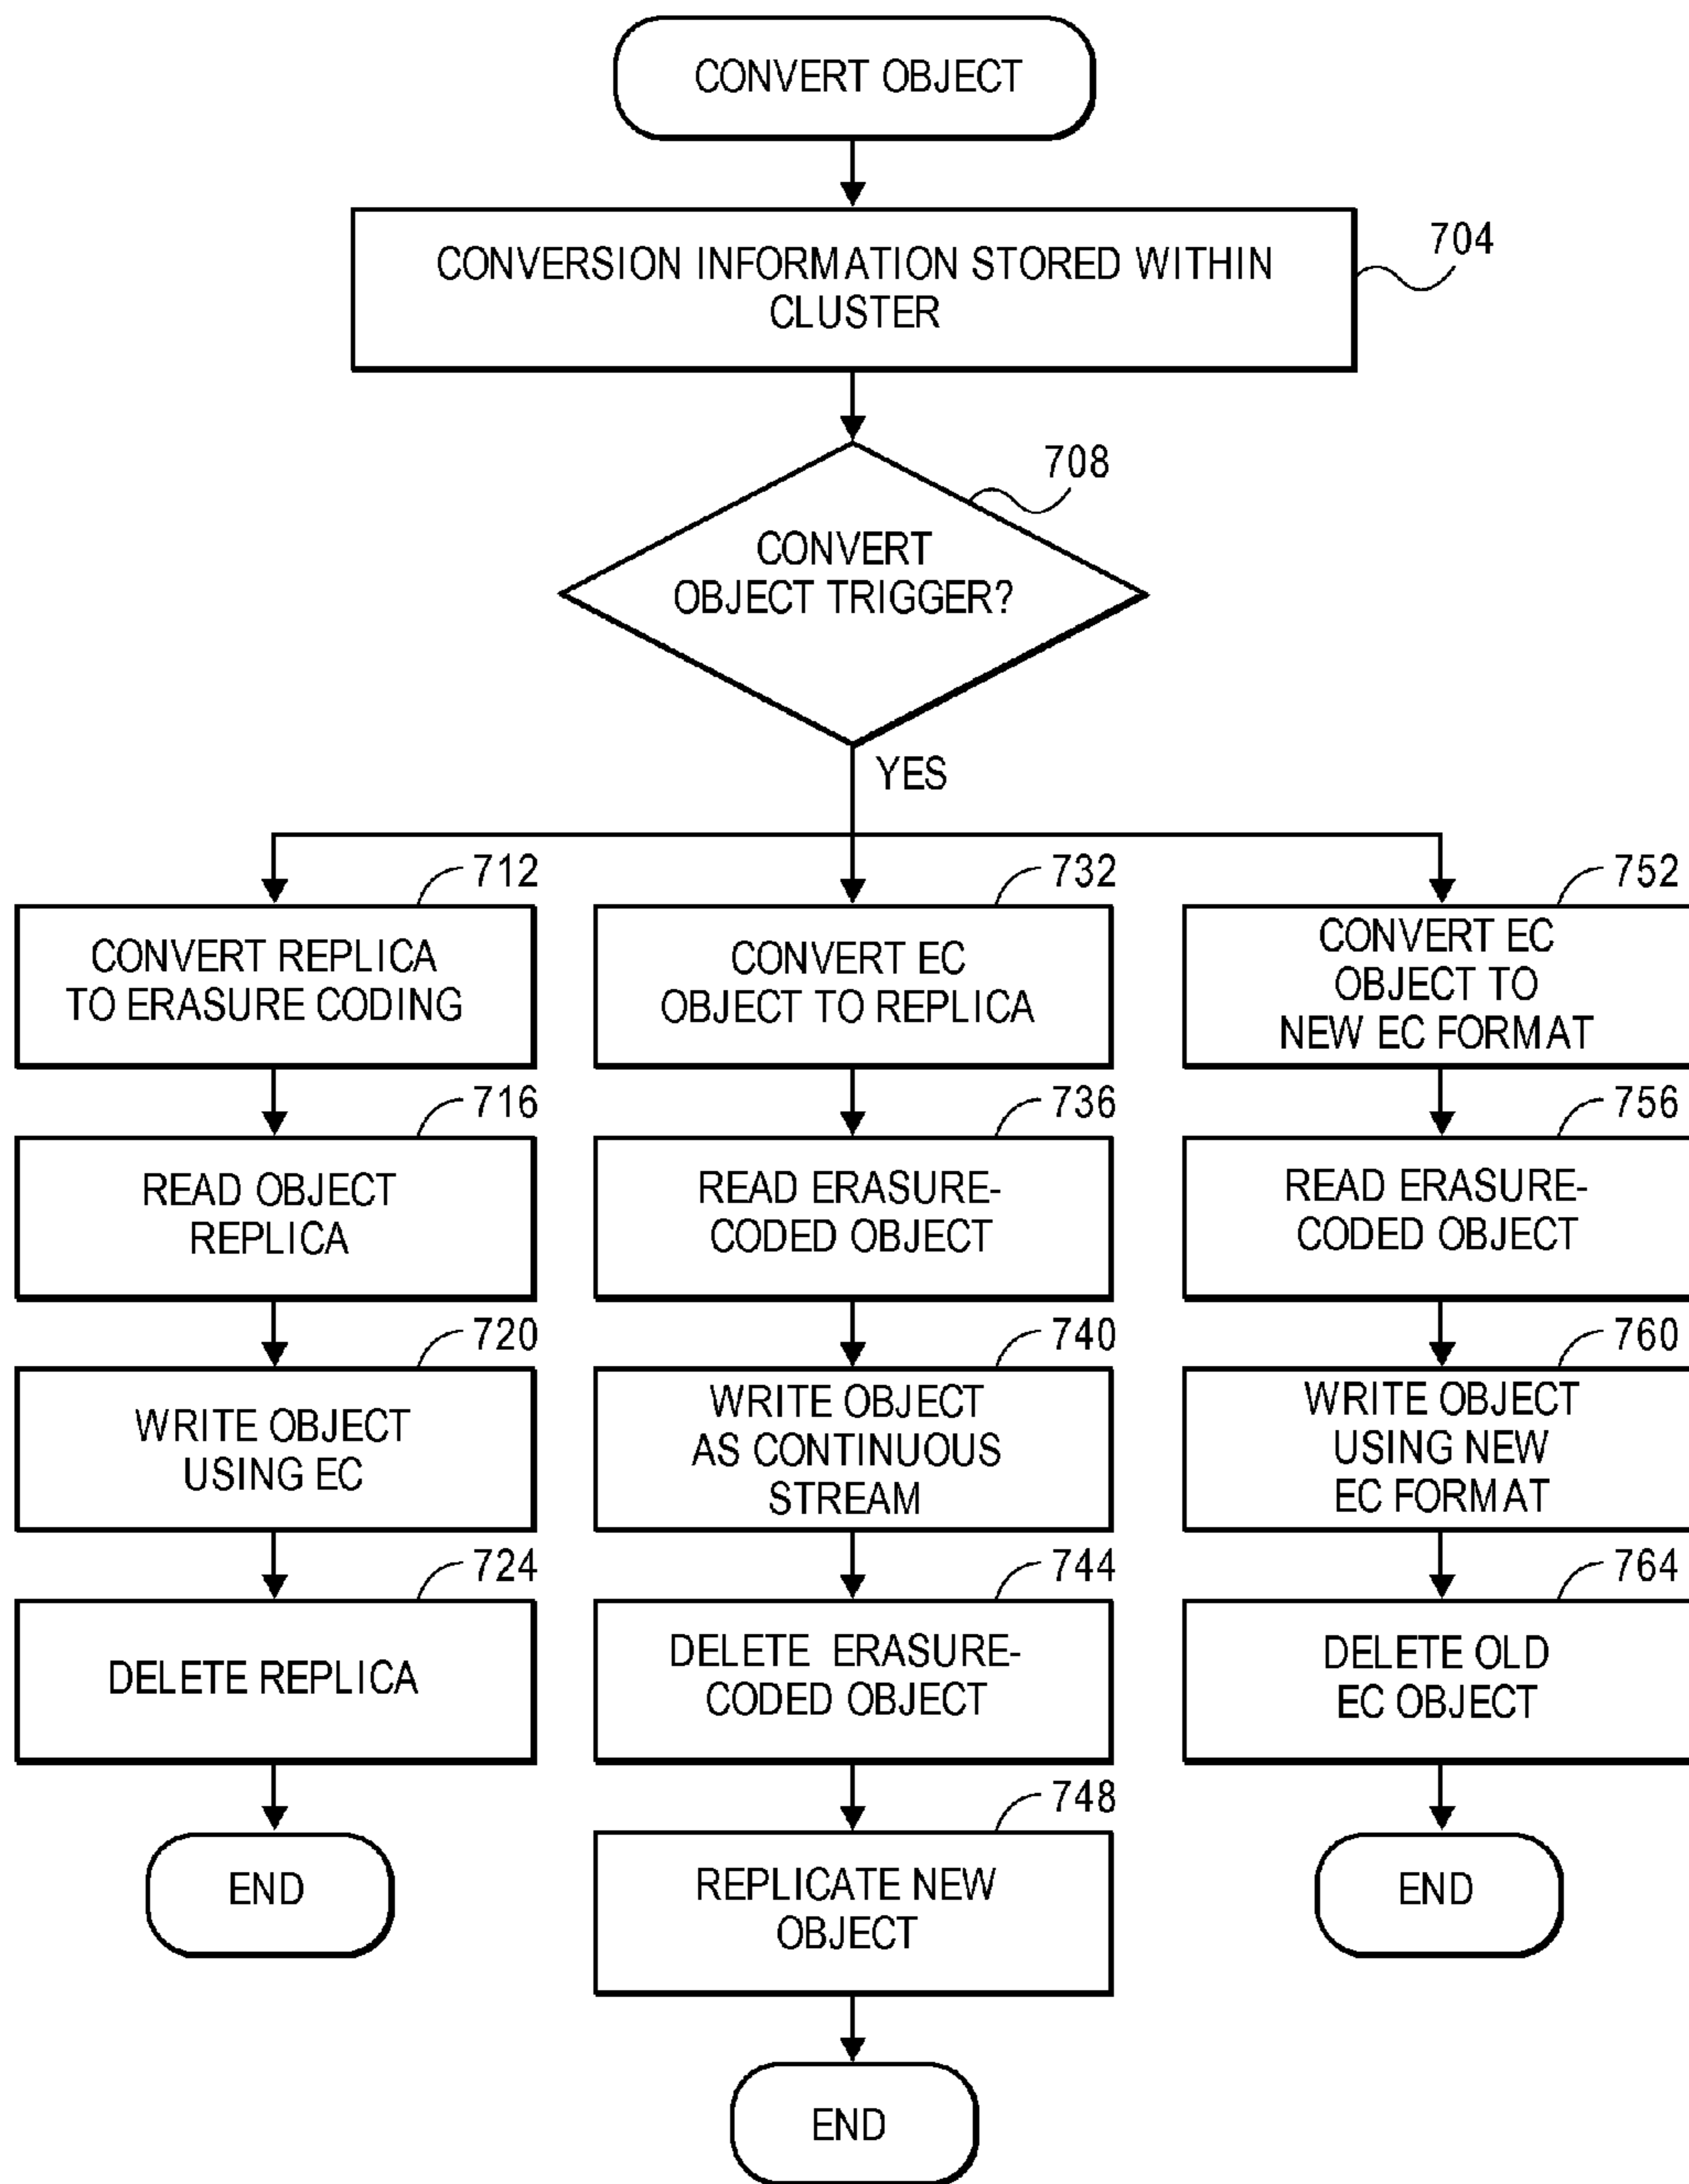 CONVERT OBJECT
CONVERSION INFORMATION STORED WITHIN
CLUSTER
704
708
CONVERT
OBJECT TRIGGER?
YES
712
CONVERT REPLICA
TO ERASURE CODING
716
READ OBJECT
REPLICA
720
WRITE OBJECT
USING EC
724
DELETE REPLICA
END
732
CONVERT EC
OBJECT TO REPLICA
736
READ ERASURE-
CODED OBJECT
740
WRITE OBJECT
AS CONTINUOUS
STREAM
744
DELETE ERASURE-
CODED OBJECT
748
REPLICATE NEW
OBJECT
END
752
CONVERT EC
OBJECT TO
NEW EC FORMAT
756
READ ERASURE-
CODED OBJECT
760
WRITE OBJECT
USING NEW
EC FORMAT
764
DELETE OLD
EC OBJECT
END